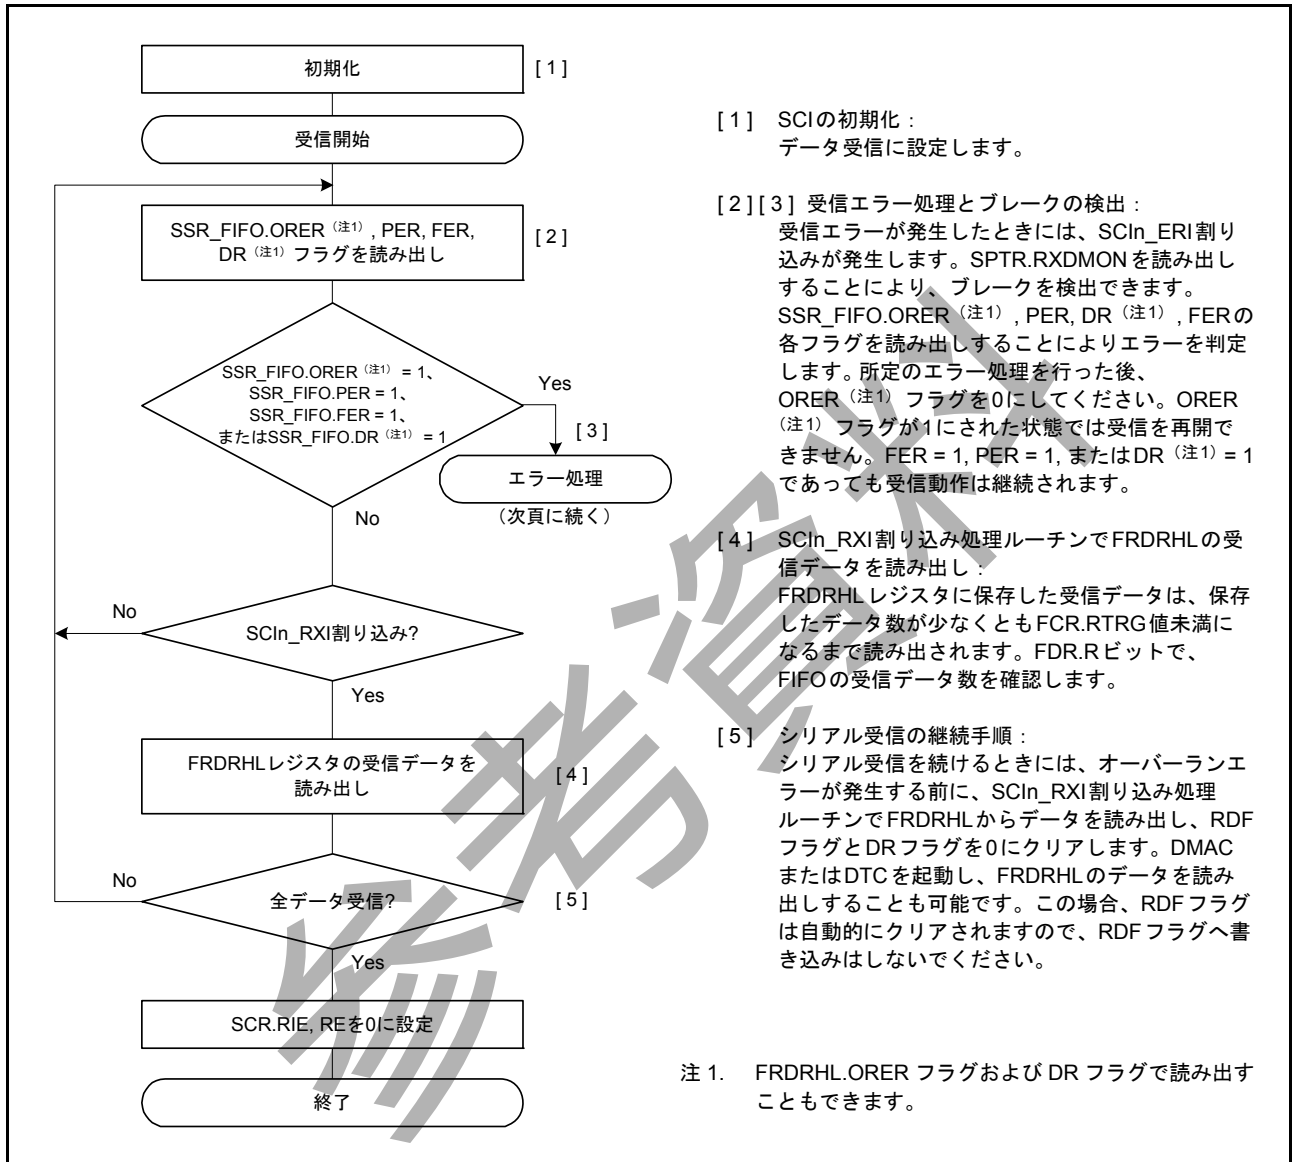 初期化
[ 1 ]
受信開始
SSR_FIFO.ORER（注1）, PER, FER,
DR（注1）フラグを読み出し
[ 2 ]
SSR_FIFO.ORER（注1）= 1、
SSR_FIFO.PER = 1、
SSR_FIFO.FER = 1、
またはSSR_FIFO.DR（注1）= 1
Yes
[ 3 ]
エラー処理
（次頁に続く）
No
SCIn_RXI割り込み?
No
Yes
FRDRHLレジスタの受信データを
読み出し
[ 4 ]
全データ受信?
[ 5 ]
No
Yes
SCR.RIE, REを0に設定
終了
[ 1 ] SCIの初期化：
データ受信に設定します。
[ 2 ][ 3 ] 受信エラー処理とブレークの検出：
受信エラーが発生したときには、SCIn_ERI割り
込みが発生します。SPTR.RXDMONを読み出し
することにより、ブレークを検出できます。
SSR_FIFO.ORER（注1）, PER, DR（注1）, FERの
各フラグを読み出しすることによりエラーを判定
します。所定のエラー処理を行った後、
ORER（注1）フラグを0にしてください。ORER
（注1）フラグが1にされた状態では受信を再開で
きません。FER = 1, PER = 1, またはDR（注1）= 1
であっても受信動作は継続されます。
[ 4 ] SCIn_RXI割り込み処理ルーチンでFRDRHLの受
信データを読み出し：
FRDRHLレジスタに保存した受信データは、保存
したデータ数が少なくともFCR.RTRG値未満に
なるまで読み出されます。FDR.Rビットで、
FIFOの受信データ数を確認します。
[ 5 ] シリアル受信の継続手順：
シリアル受信を続けるときには、オーバーランエ
ラーが発生する前に、SCIn_RXI割り込み処理
ルーチンでFRDRHLからデータを読み出し、RDF
フラグとDRフラグを0にクリアします。DMAC
またはDTCを起動し、FRDRHLのデータを読み
出しすることも可能です。この場合、RDFフラグ
は自動的にクリアされますので、RDFフラグへ書
き込みはしないでください。
注 1. FRDRHL.ORER フラグおよび DR フラグで読み出す
こともできます。
参考資料